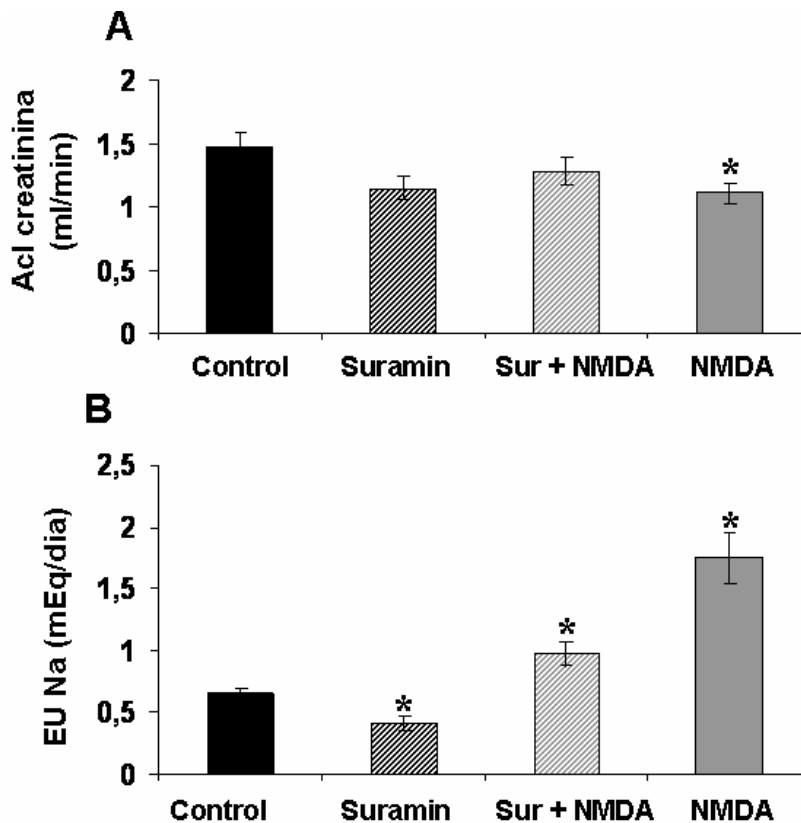 A
Acl creatinina
(ml/min)
2
1,5
1
0,5
0
*
Control Suramin Sur + NMDA NMDA
B
EU Na (mEq/dia)
2,5
2
1,5
1
0,5
0
* * *
Control Suramin Sur + NMDA NMDA